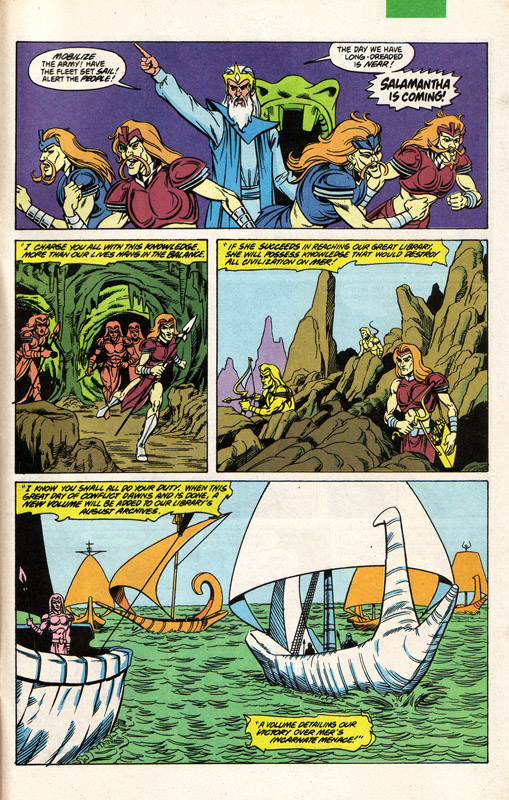 MOBILIZE
THE ARMY! HAVE
THE FLEET SET SAIL!
ALERT THE PEOPLE!
THE DAY WE HAVE
LONG-DREADED
IS NEAR!
SALAMANTHA
IS COMING!
"I CHARGE YOU ALL WITH THIS KNOWLEDGE.
MORE THAN OUR LIVES HANG IN THE BALANCE.
"IF SHE SUCCEEDS IN REACHING OUR GREAT LIBRARY,
SHE WILL POSSESS KNOWLEDGE THAT WOULD DESTROY
ALL CIVILIZATION ON MER!
"I KNOW YOU SHALL ALL DO YOUR DUTY. WHEN THIS
GREAT DAY OF CONFLICT DAWNS AND IS DONE, A
NEW VOLUME WILL BE ADDED TO OUR LIBRARY'S
AUGUST ARCHIVES.
"A VOLUME DETAILING OUR
VICTORY OVER MER'S
INCARNATE MENACE!"